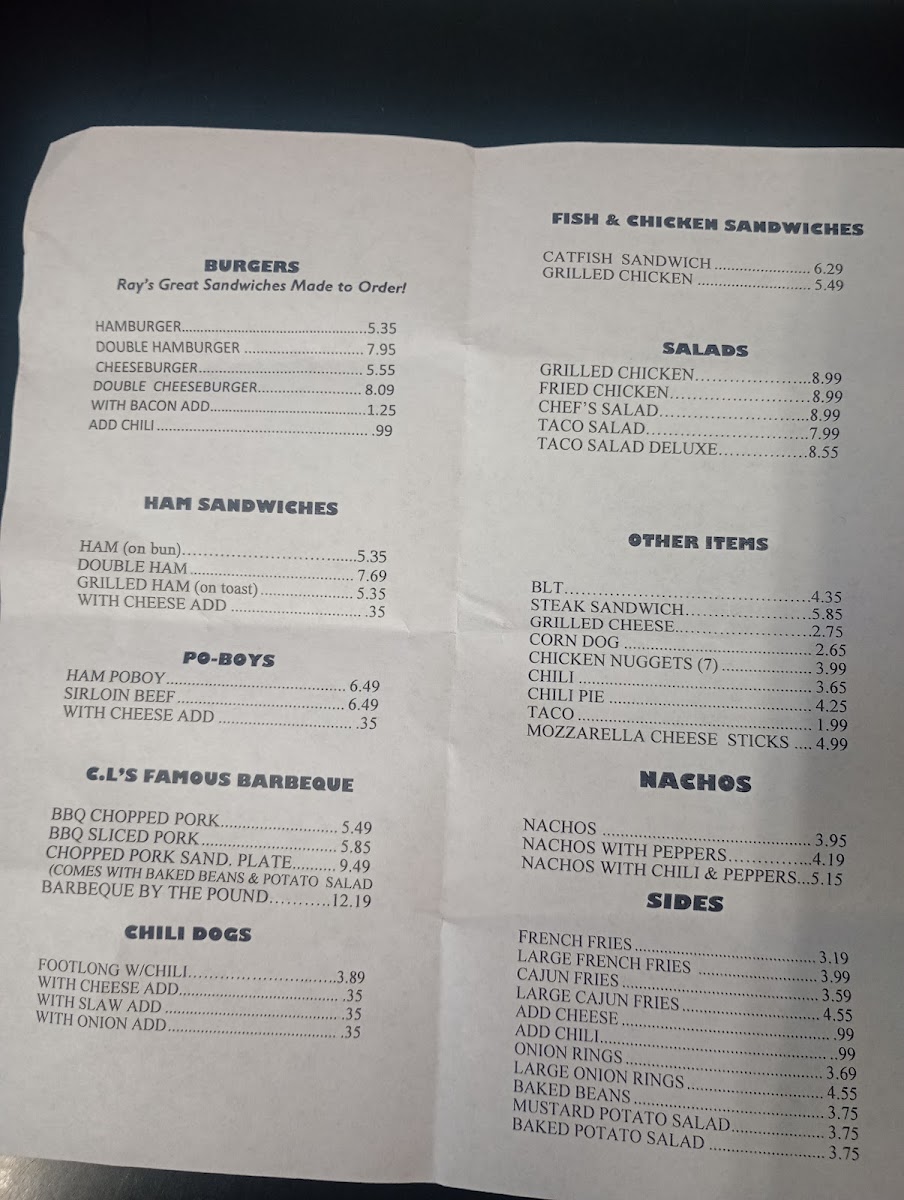 BURGERS
Ray's Great Sandwiches Made to Order!
HAMBURGER..................................................5.35
DOUBLE HAMBURGER ................................ 7.95
CHEESEBURGER............................................. 5.55
DOUBLE CHEESEBURGER............................ 8.09
WITH BACON ADD..........................................1.25
ADD CHILI........................................................ .99
HAM SANDWICHES
HAM (on bun)....................................5.35
DOUBLE HAM.................................... 7.69
GRILLED HAM (on toast)..................... 5.35
WITH CHEESE ADD ............................. .35
PO-BOYS
HAM POBOY........................................ 6.49
SIRLOIN BEEF...................................... 6.49
WITH CHEESE ADD ............................. .35
C.L'S FAMOUS BARBEQUE
BBQ CHOPPED PORK.......................... 5.49
BBQ SLICED PORK.............................. 5.85
CHOPPED PORK SAND. PLATE.......... 9.49
(COMES WITH BAKED BEANS & POTATO SALAD
BARBEQUE BY THE POUND..........12.19
CHILI DOGS
FOOTLONG W/CHILI..........................3.89
WITH CHEESE ADD.................................... .35
WITH SLAW ADD ....................................... .35
WITH ONION ADD...................................... .35
FISH & CHICKEN SANDWICHES
CATFISH SANDWICH ...................... 6.29
GRILLED CHICKEN .......................... 5.49
SALADS
GRILLED CHICKEN.....................8.99
FRIED CHICKEN.........................8.99
CHEF'S SALAD...........................8.99
TACO SALAD.............................7.99
TACO SALAD DELUXE................8.55
OTHER ITEMS
BLT............................................4.35
STEAK SANDWICH.............................5.85
GRILLED CHEESE...............................2.75
CORN DOG .......................................... 2.65
CHICKEN NUGGETS (7) ..................... 3.99
CHILI .................................................... 3.65
CHILI PIE .............................................. 4.25
TACO ..................................................... 1.99
MOZZARELLA CHEESE STICKS .... 4.99
NACHOS
NACHOS ................................................ 3.95
NACHOS WITH PEPPERS................4.19
NACHOS WITH CHILI & PEPPERS...5.15
SIDES
FRENCH FRIES ......................................... 3.19
LARGE FRENCH FRIES ........................... 3.99
CAJUN FRIES ............................................ 3.59
LARGE CAJUN FRIES .............................. 4.55
ADD CHEESE ............................................. .99
ADD CHILI.................................................. ..99
ONION RINGS ............................................ 3.69
LARGE ONION RINGS .............................. 4.55
BAKED BEANS .......................................... 3.75
MUSTARD POTATO SALAD.................... 3.75
BAKED POTATO SALAD ......................... 3.75